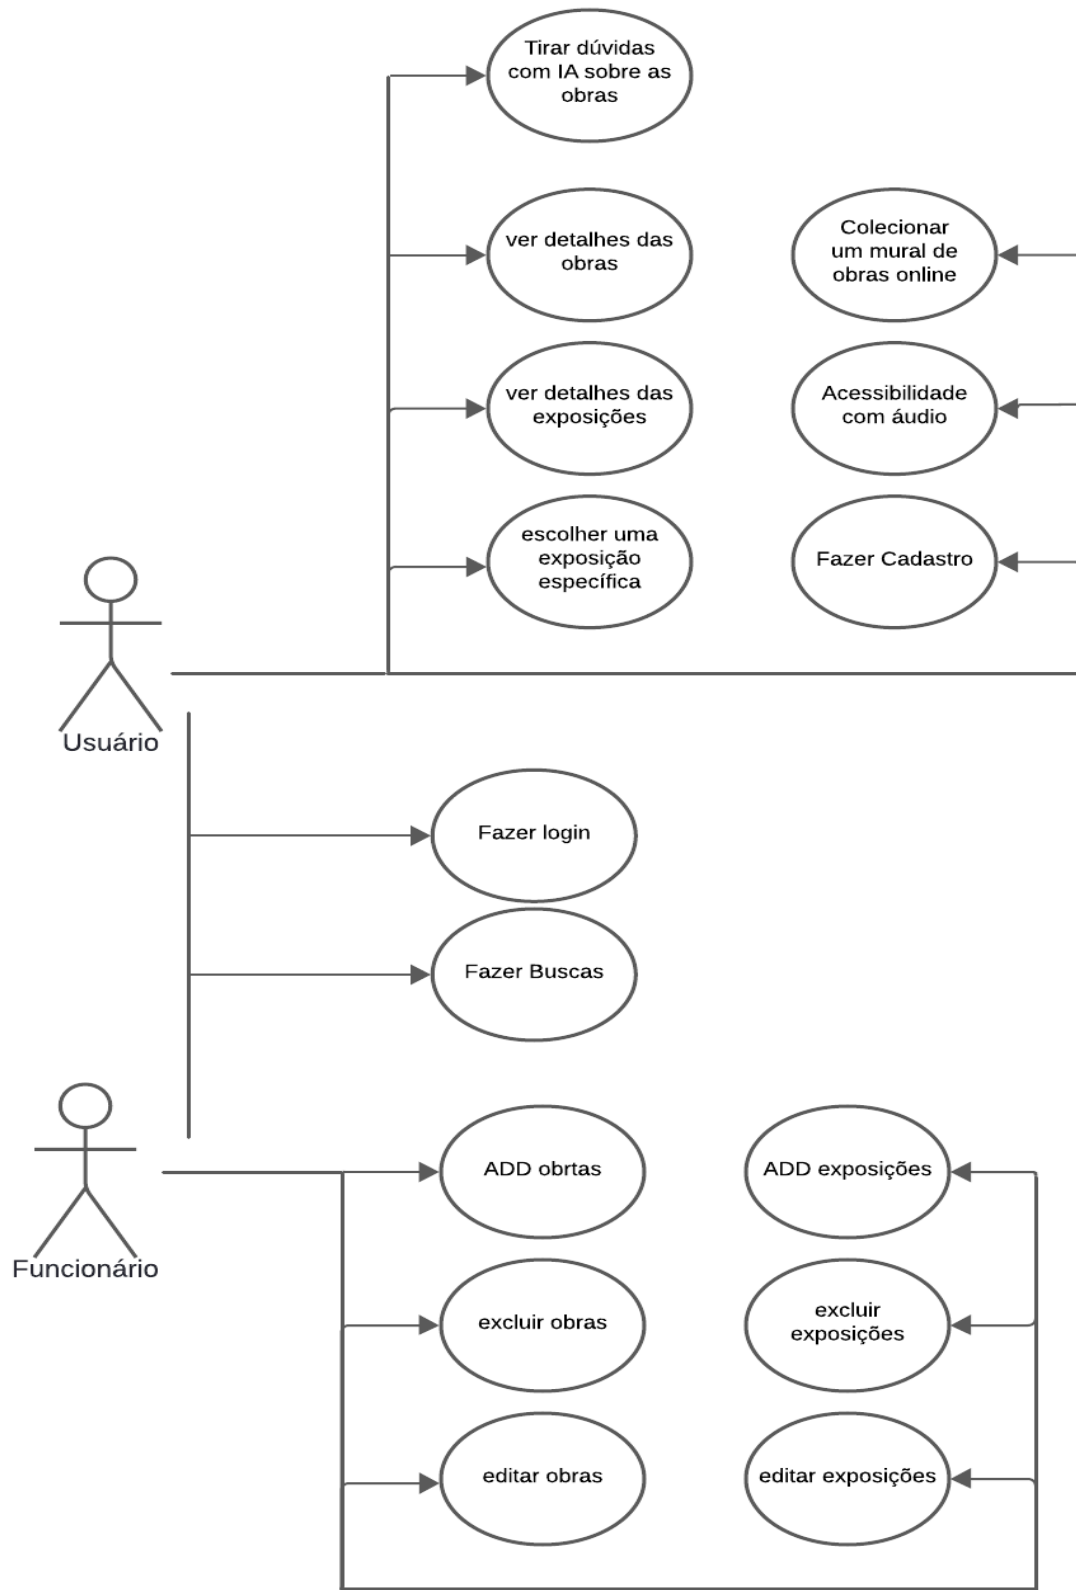 Tirar dúvidas
com IA sobre as
obras
ver detalhes das
obras
Colecionar
um mural de
obras online
ver detalhes das
exposições
Acessibilidade
com áudio
escolher uma
exposição
específica
Fazer Cadastro
Usuário
Fazer login
Fazer Buscas
Funcionário
ADD obrtas
ADD exposições
excluir obras
excluir
exposições
editar obras
editar exposições